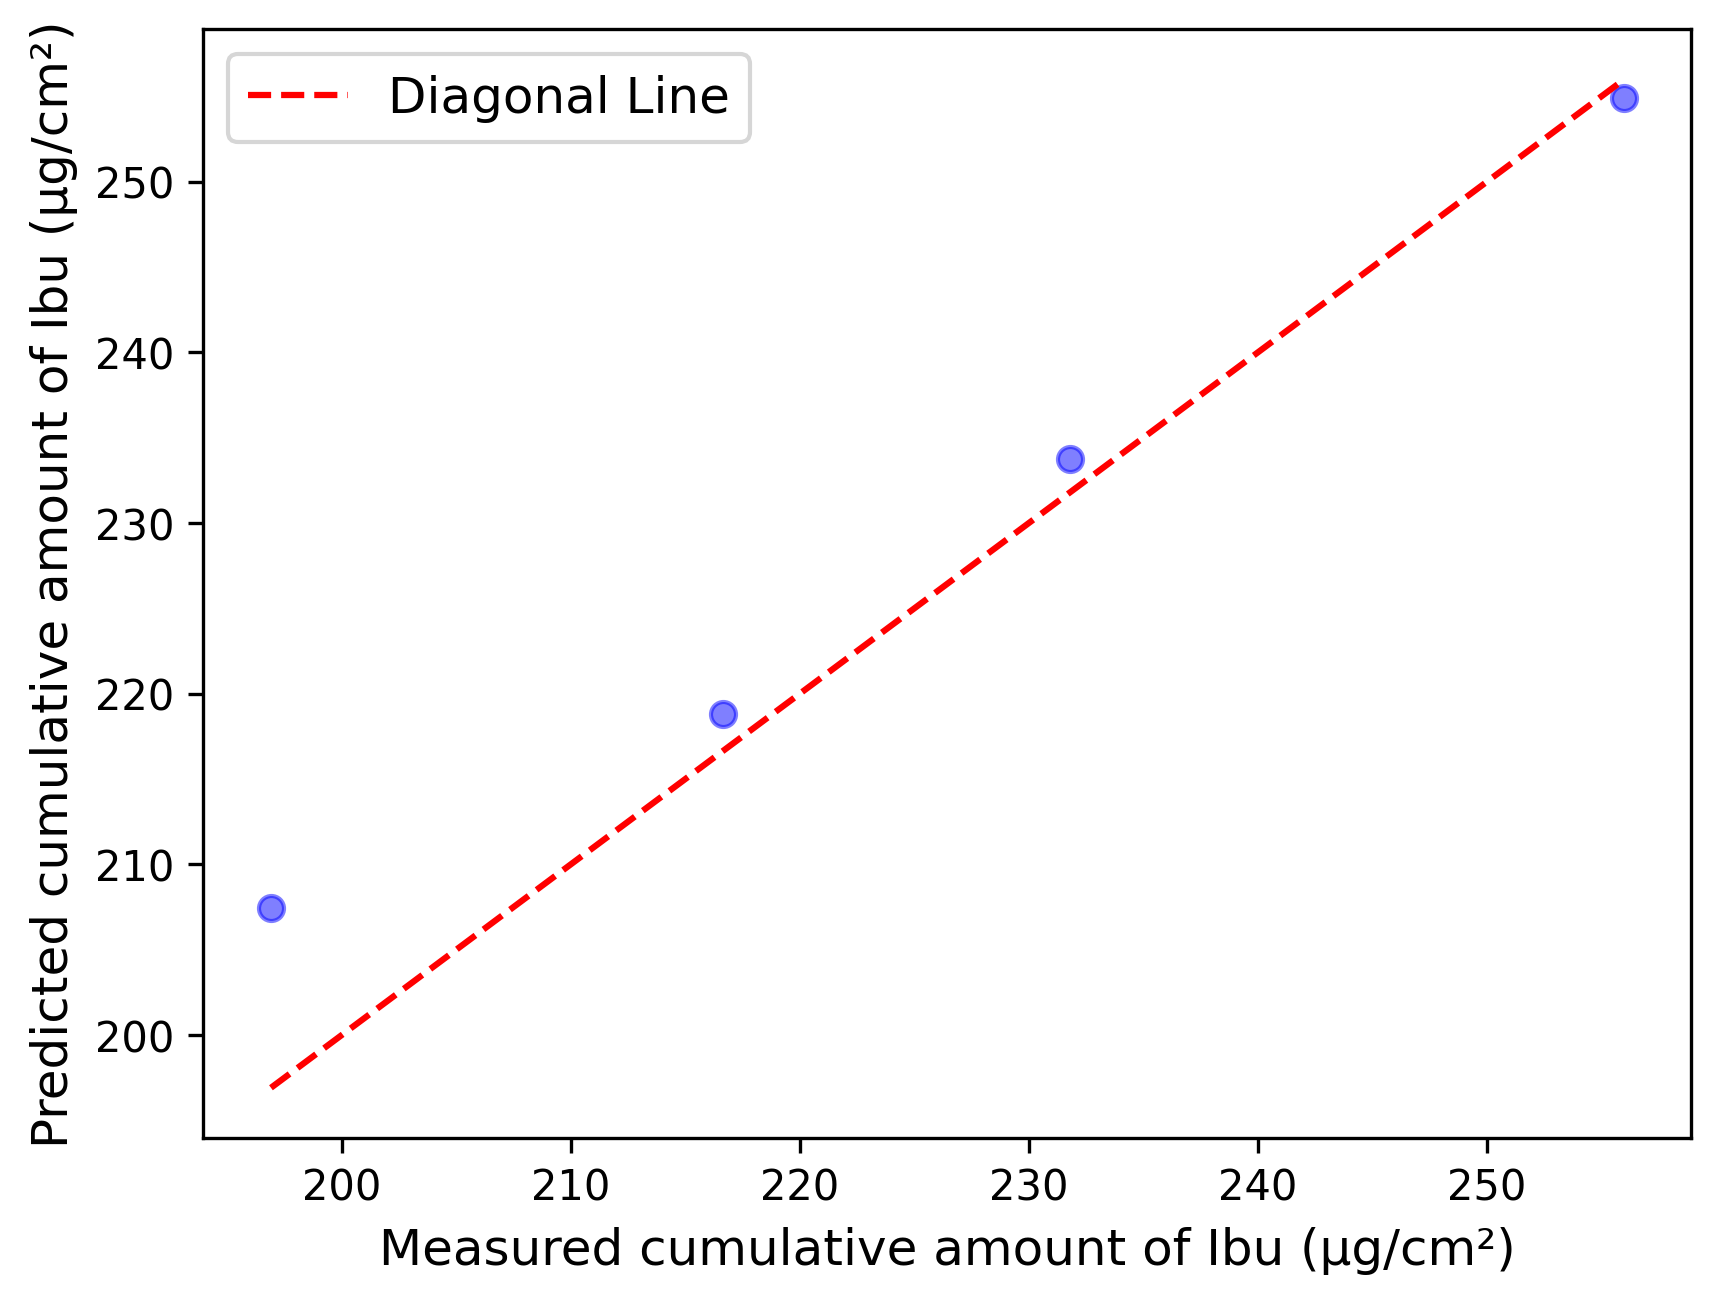 Diagonal Line
Predicted cumulative amount of Ibu (µg/cm²)
250
240
230
220
210
200
200 210 220 230 240 250
Measured cumulative amount of Ibu (µg/cm²)